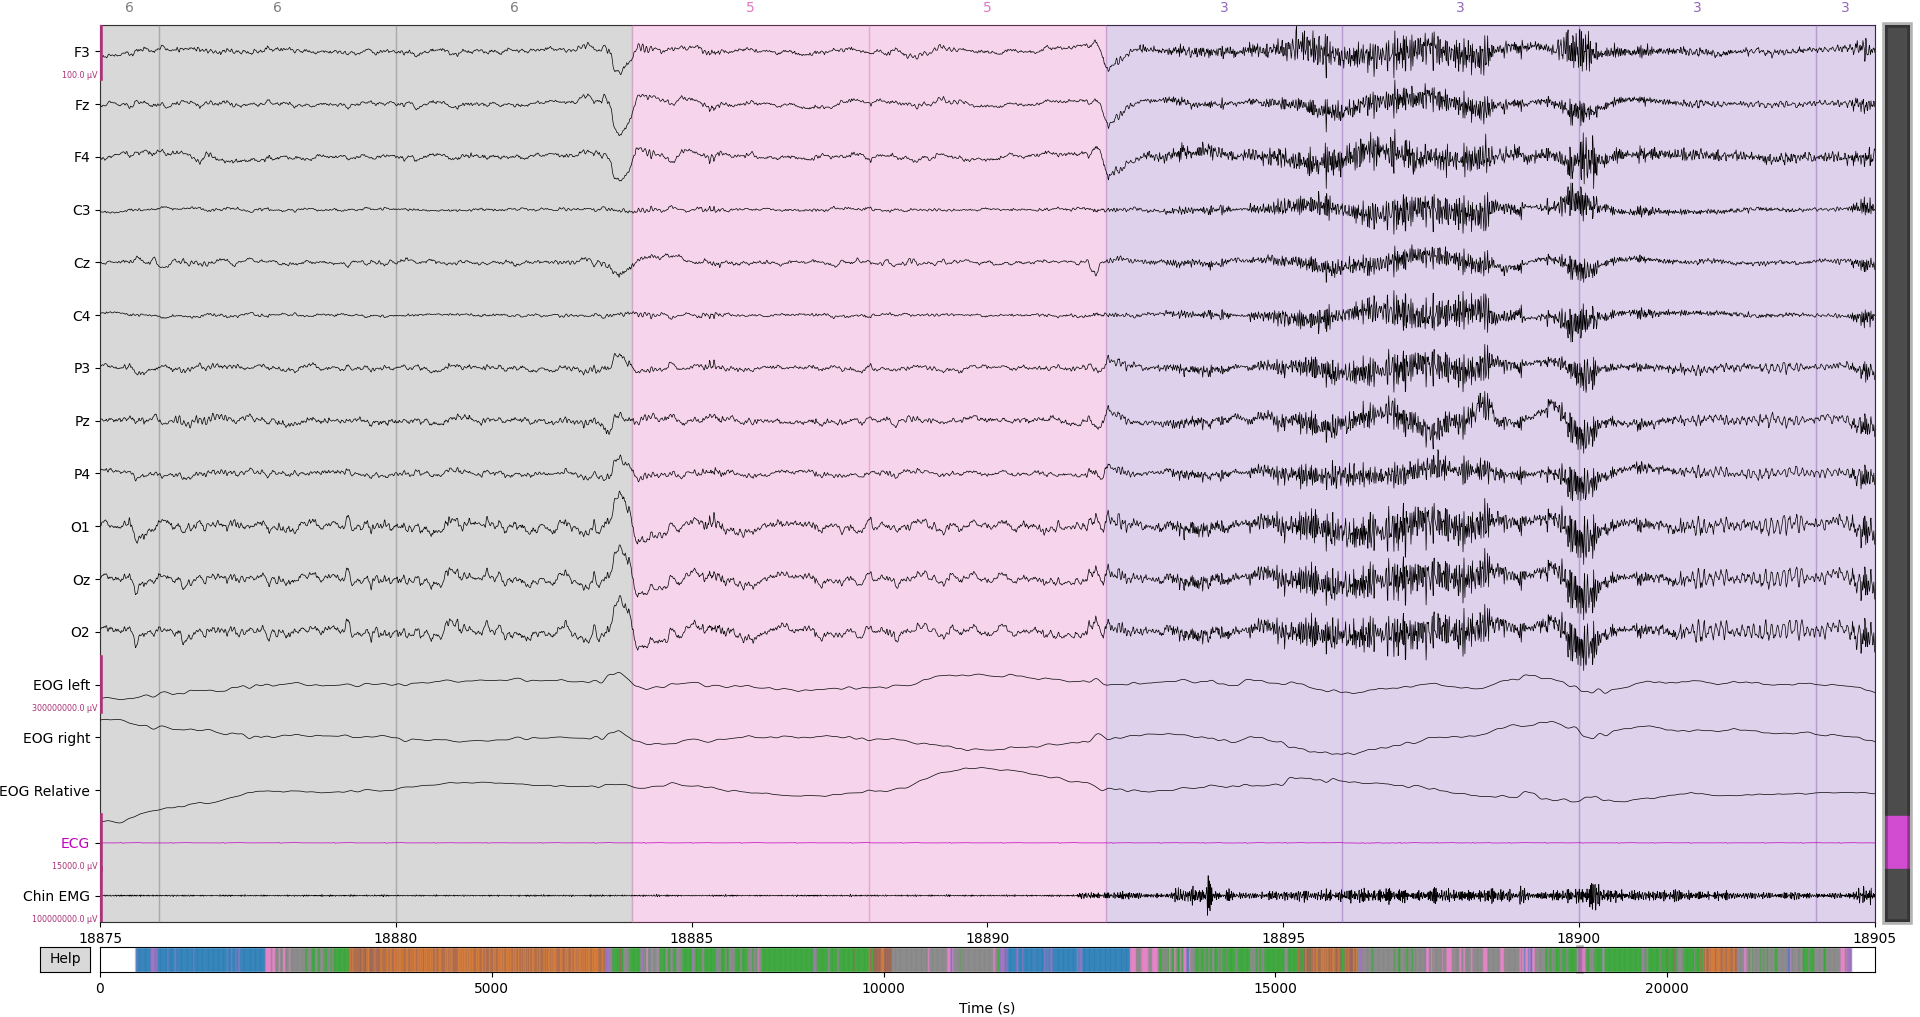 6 6 6 5 5 3 3 3 3
F3
100.0 µV
Fz
F4
C3
Cz
C4
P3
Pz
P4
O1
Oz
O2
EOG left
300000000.0 µV
EOG right
EOG Relative
ECG
15000.0 µV
Chin EMG
100000000.0 µV
18875 18880 18885 18890 18895 18900 18905
Help
0 5000 10000 15000 20000
Time (s)